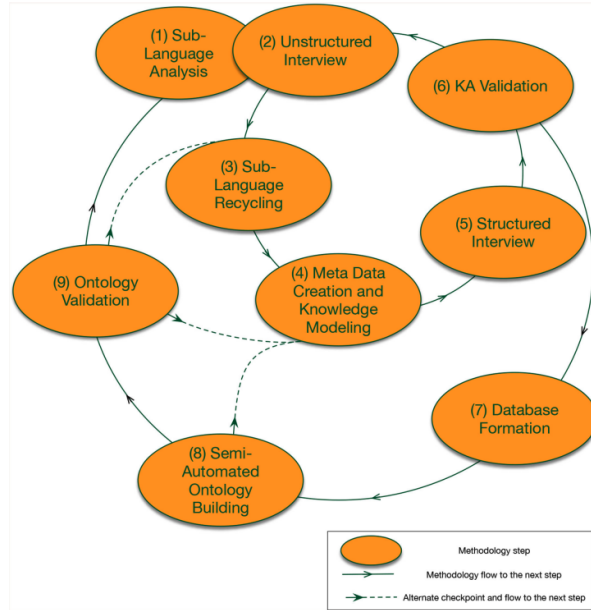 (1) Sub-
Language
Analysis
(2) Unstructured
Interview
(3) Sub-
Language
Recycling
(4) Meta Data
Creation and
Knowledge
Modeling
(5) Structured
Interview
(6) KA Validation
(7) Database
Formation
(8) Semi-
Automated
Ontology
Building
(9) Ontology
Validation
Methodology step
Methodology flow to the next step
Alternate checkpoint and flow to the next step